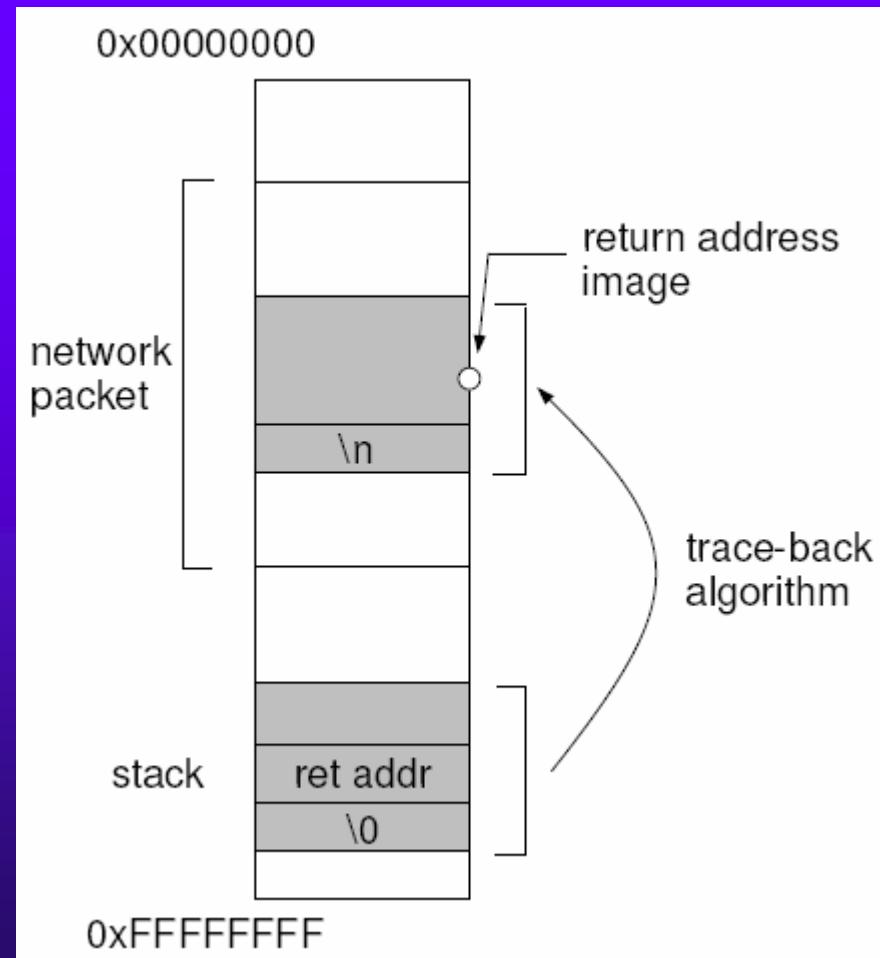 0x00000000
return address
image
network
packet
\n
trace-back
algorithm
stack
ret addr
\0
0xFFFFFFFF